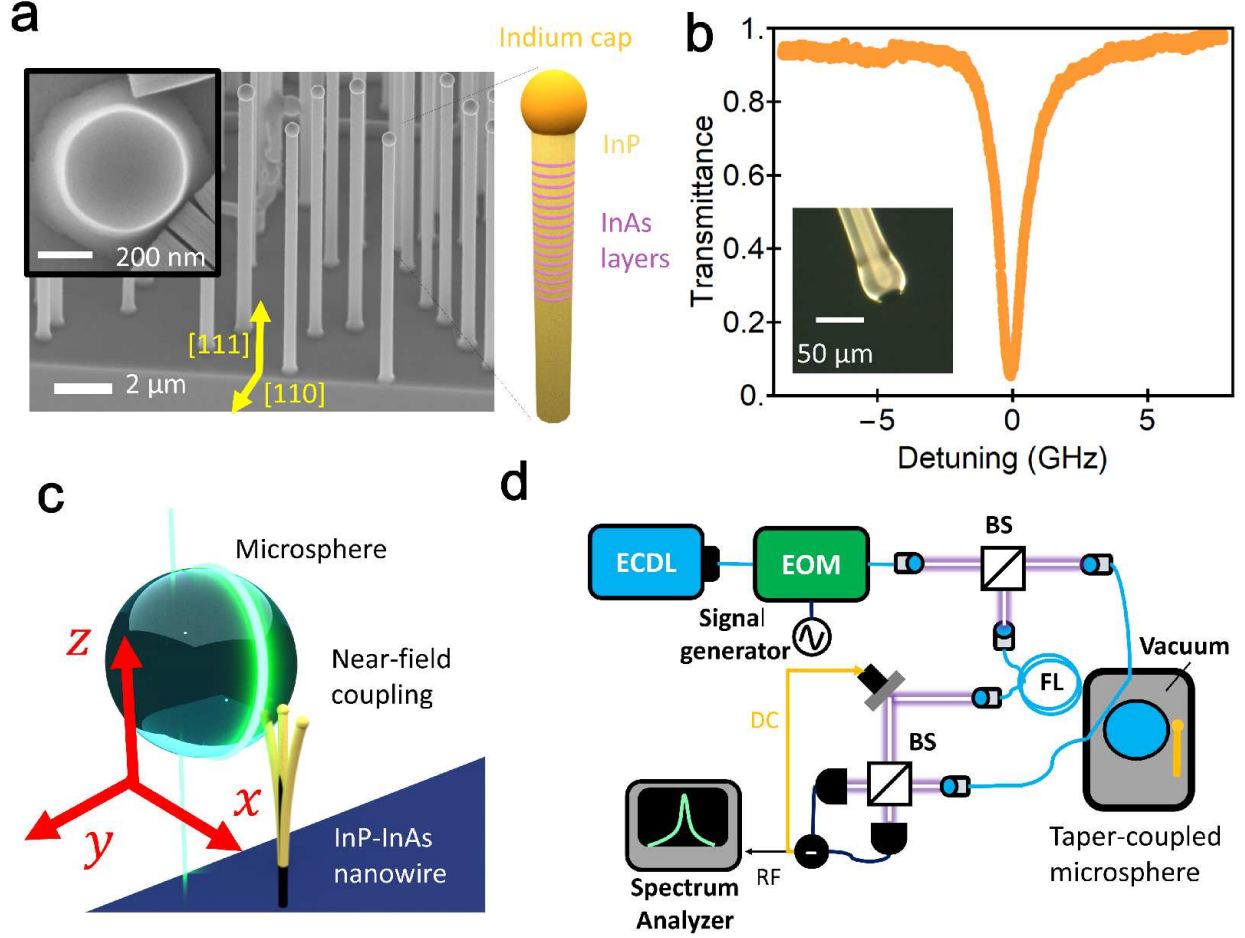 a
Indium cap
InP
InAs
layers
200 nm
[111]
[110]
2 μm
b
Transmittance
1.
0.8
0.6
0.4
0.2
0.
50 μm
−5
0
5
Detuning (GHz)
c
Microsphere
Near-field
coupling
z
x
y
InP-InAs
nanowire
d
ECDL
EOM
BS
Signal
generator
Vacuum
FL
DC
BS
RF
Spectrum
Analyzer
Taper-coupled
microsphere